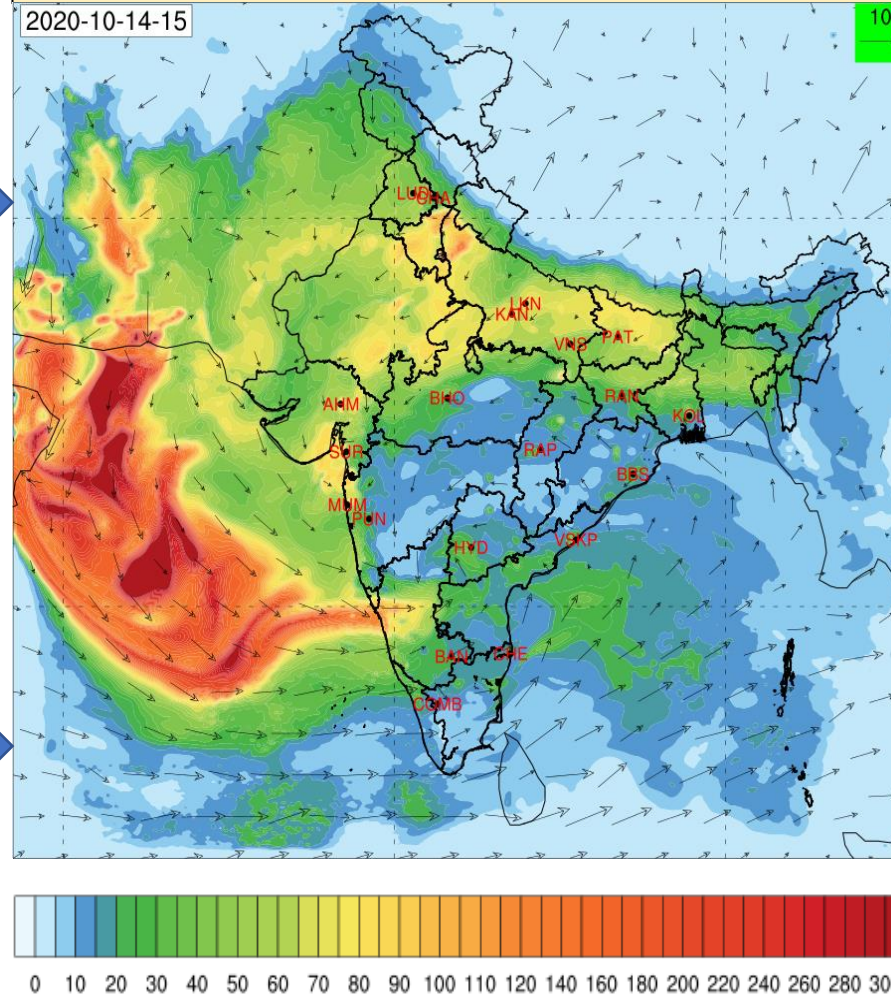 2020-10-14-15
10
LUD
CHA
LKN
KAN
VNS
PAT
AHM
BHO
RAN
KOL
SUR
RAP
BBS
MUM
PUN
HYD
VSKP
BAN
CHE
COMB
0 10 20 30 40 50 60 70 80 90 100 110 120 140 160 180 200 220 240 260 280 30